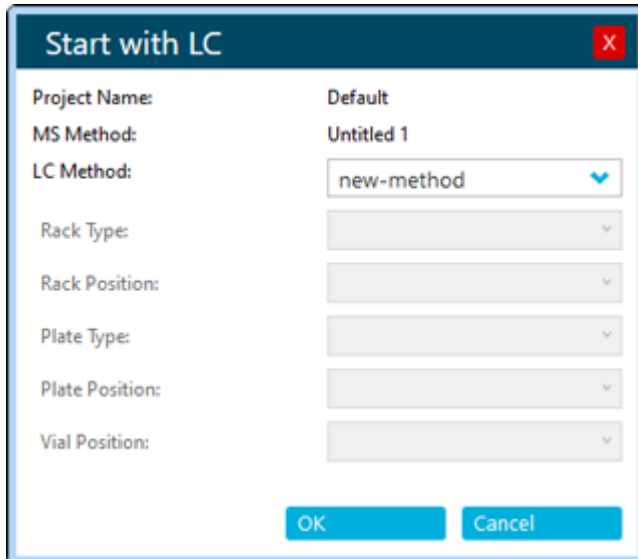 Start with LC
X
Project Name: Default
MS Method: Untitled 1
LC Method: new-method
Rack Type:
Rack Position:
Plate Type:
Plate Position:
Vial Position:
OK Cancel